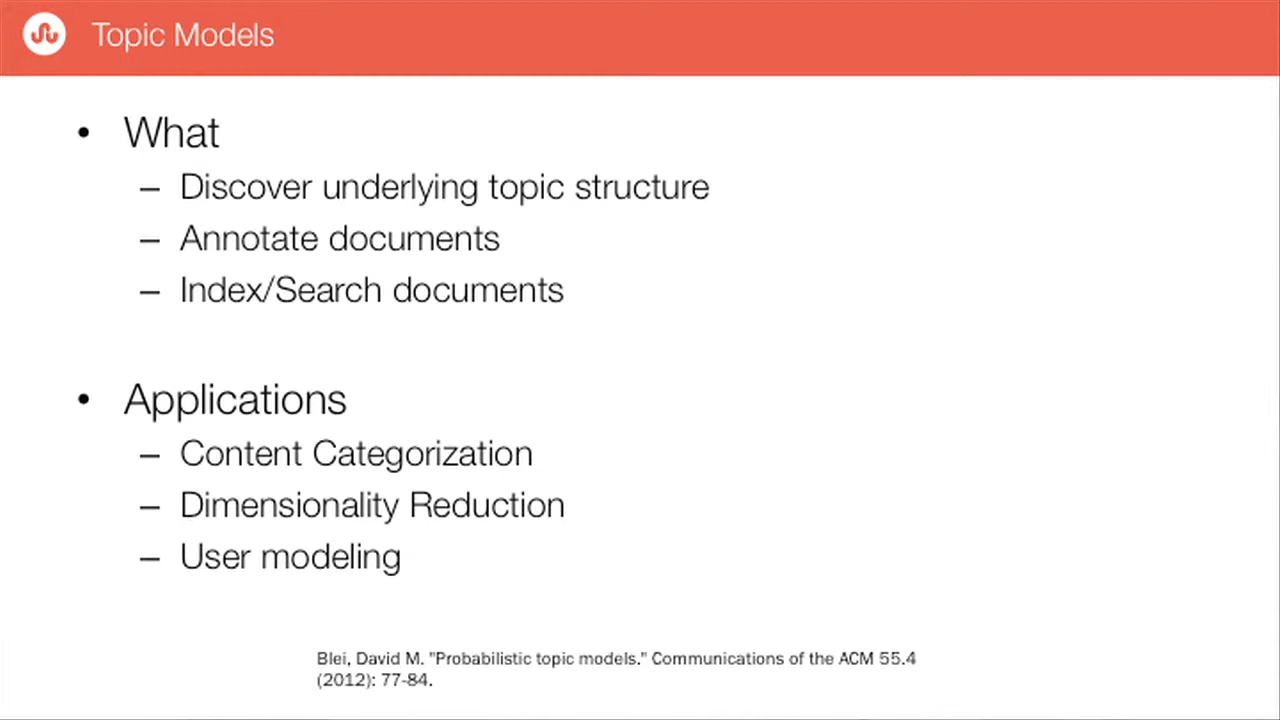 Topic Models
• What
– Discover underlying topic structure
– Annotate documents
– Index/Search documents
• Applications
– Content Categorization
– Dimensionality Reduction
– User modeling
Blei, David M. "Probabilistic topic models." Communications of the ACM 55.4
(2012): 77-84.